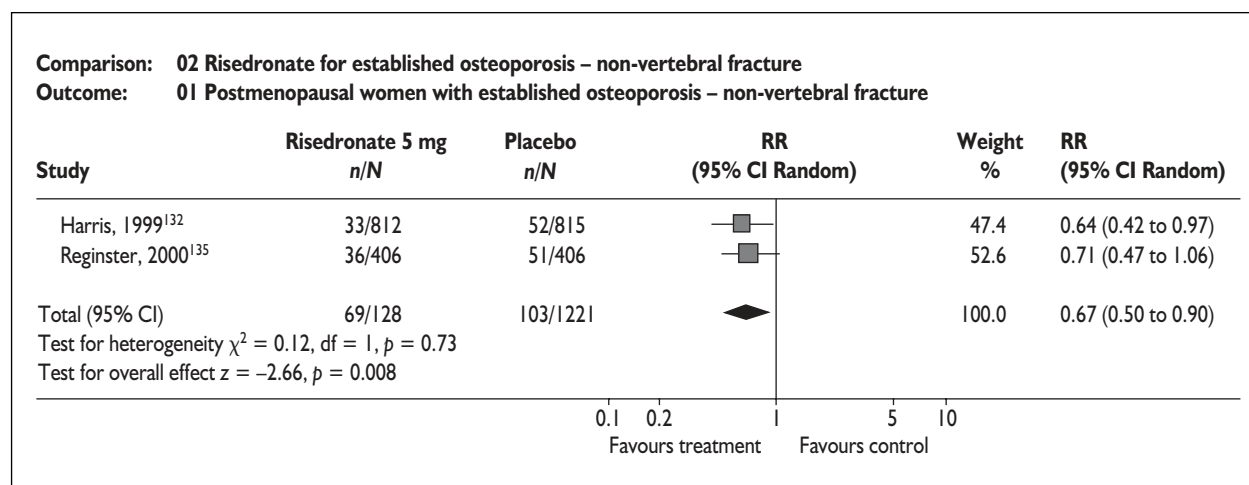 Comparison: 02 Risedronate for established osteoporosis – non-vertebral fracture
Outcome: 01 Postmenopausal women with established osteoporosis – non-vertebral fracture
Risedronate 5 mg Placebo RR Weight RR
Study n/N n/N (95% CI Random) % (95% CI Random)
Harris, 1999¹³² 33/812 52/815 47.4 0.64 (0.42 to 0.97)
Reginster, 2000¹³⁵ 36/406 51/406 52.6 0.71 (0.47 to 1.06)
Total (95% CI) 69/128 103/1221 100.0 0.67 (0.50 to 0.90)
Test for heterogeneity χ² = 0.12, df = 1, p = 0.73
Test for overall effect z = –2.66, p = 0.008
0.1 0.2 1 5 10
Favours treatment Favours control